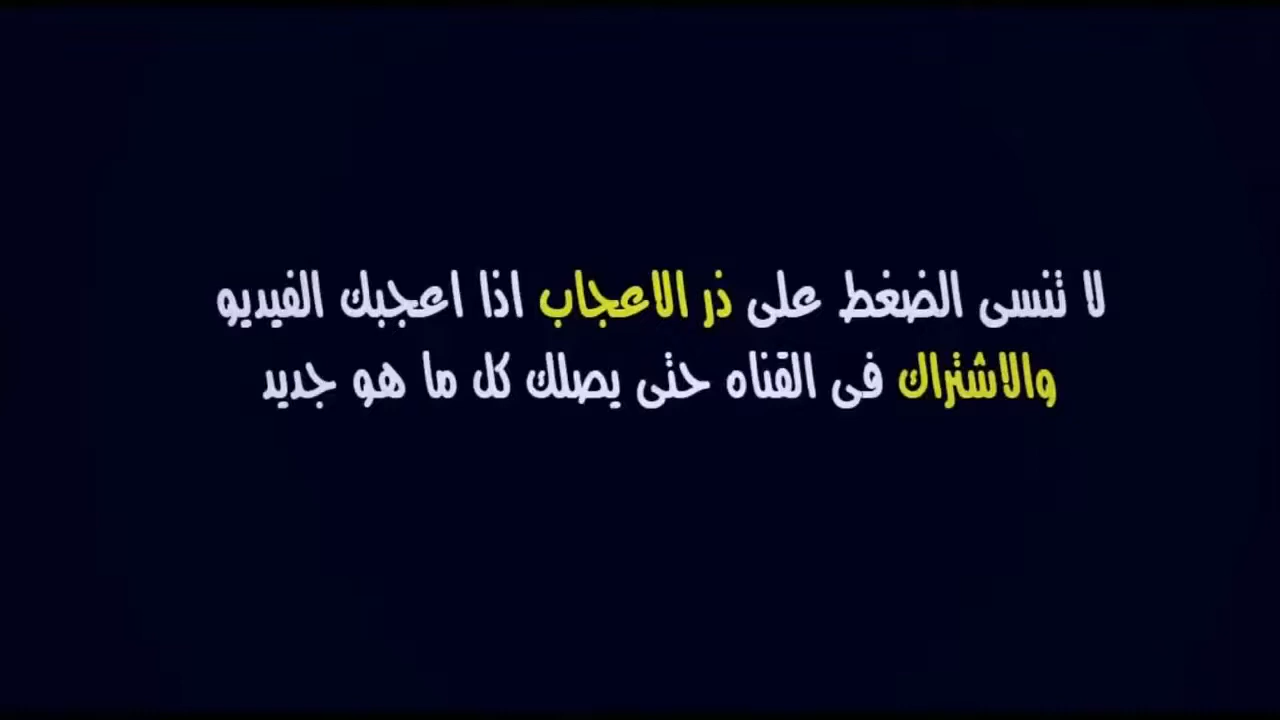 لا تنسى الضغط على ذر الاعجاب اذا اعجبك الفيديو
والاشتراك فى القناه حتى يصلك كل ما هو جديد